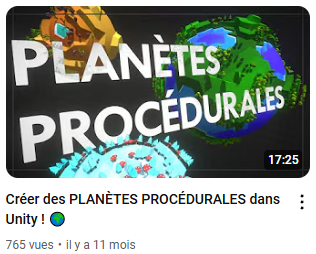 PLANÈTES
PROCÉDURALES
17:25
Créer des PLANÈTES PROCÉDURALES dans
Unity ! 🌍
765 vues • il y a 11 mois